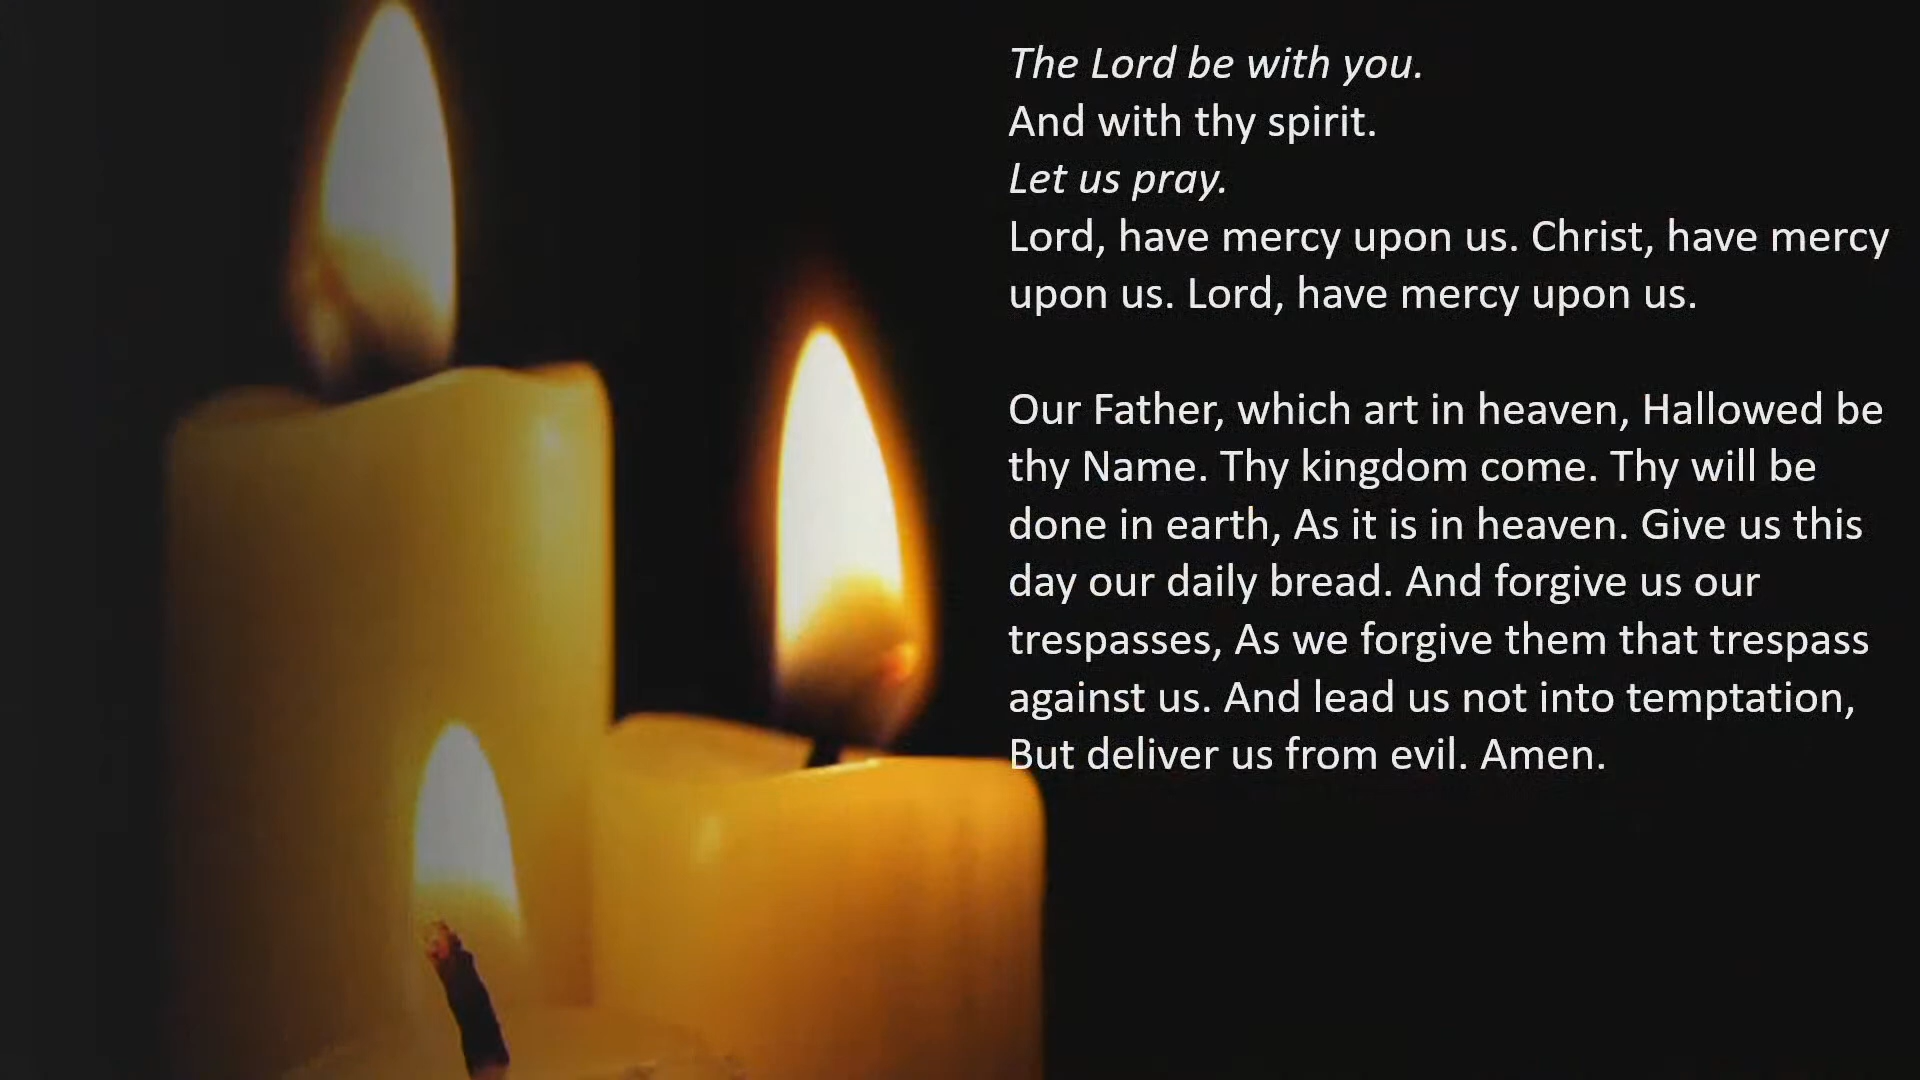 The Lord be with you.
And with thy spirit.
Let us pray.
Lord, have mercy upon us. Christ, have mercy
upon us. Lord, have mercy upon us.
Our Father, which art in heaven, Hallowed be
thy Name. Thy kingdom come. Thy will be
done in earth, As it is in heaven. Give us this
day our daily bread. And forgive us our
trespasses, As we forgive them that trespass
against us. And lead us not into temptation,
But deliver us from evil. Amen.